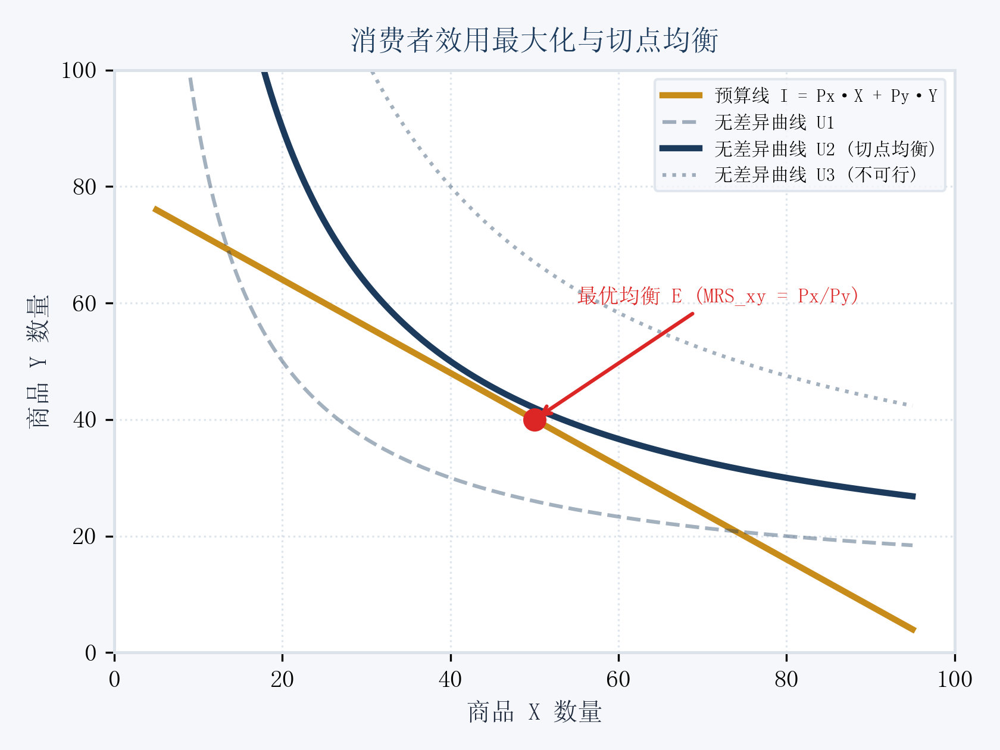 消费者效用最大化与切点均衡
100
80
60
40
20
0
商品 Y 数量
预算线 I = Px·X + Py·Y
无差异曲线 U1
无差异曲线 U2 (切点均衡)
无差异曲线 U3 (不可行)
最优均衡 E (MRS_xy = Px/Py)
0 20 40 60 80 100
商品 X 数量